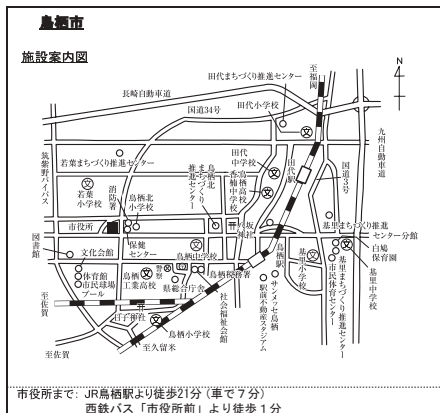 鳥栖市
施設案内図
至福岡
N
田代まちづくり推進センター
長崎自動車道
田代小学校
国道34号
九州自動車道
筑紫野バイパス
若葉まちづくり推進センター
若葉小学校
消防署
鳥栖北小学校
鳥栖北まちづくり推進センター
田代中学校
香楠中学校
鳥栖高校
田代駅
国道3号
市役所
図書館
文化会館
保健センター
鳥栖中学校
八坂神社
鳥栖駅
基里まちづくり推進センター分館
白鳩保育園
基里小学校
基里中学校
体育館
市民球場
プール
鳥栖工業高校
警察
鳥栖税務署
県総合庁舎
サンメッセ鳥栖
駅前不動産スタジアム
市民体育センター
基里まちづくり推進センター
至佐賀
日子神社
社会福祉会館
鳥栖小学校
至佐賀
至久留米
市役所まで: JR鳥栖駅より徒歩21分 (車で7分)
西鉄バス「市役所前」より徒歩1分